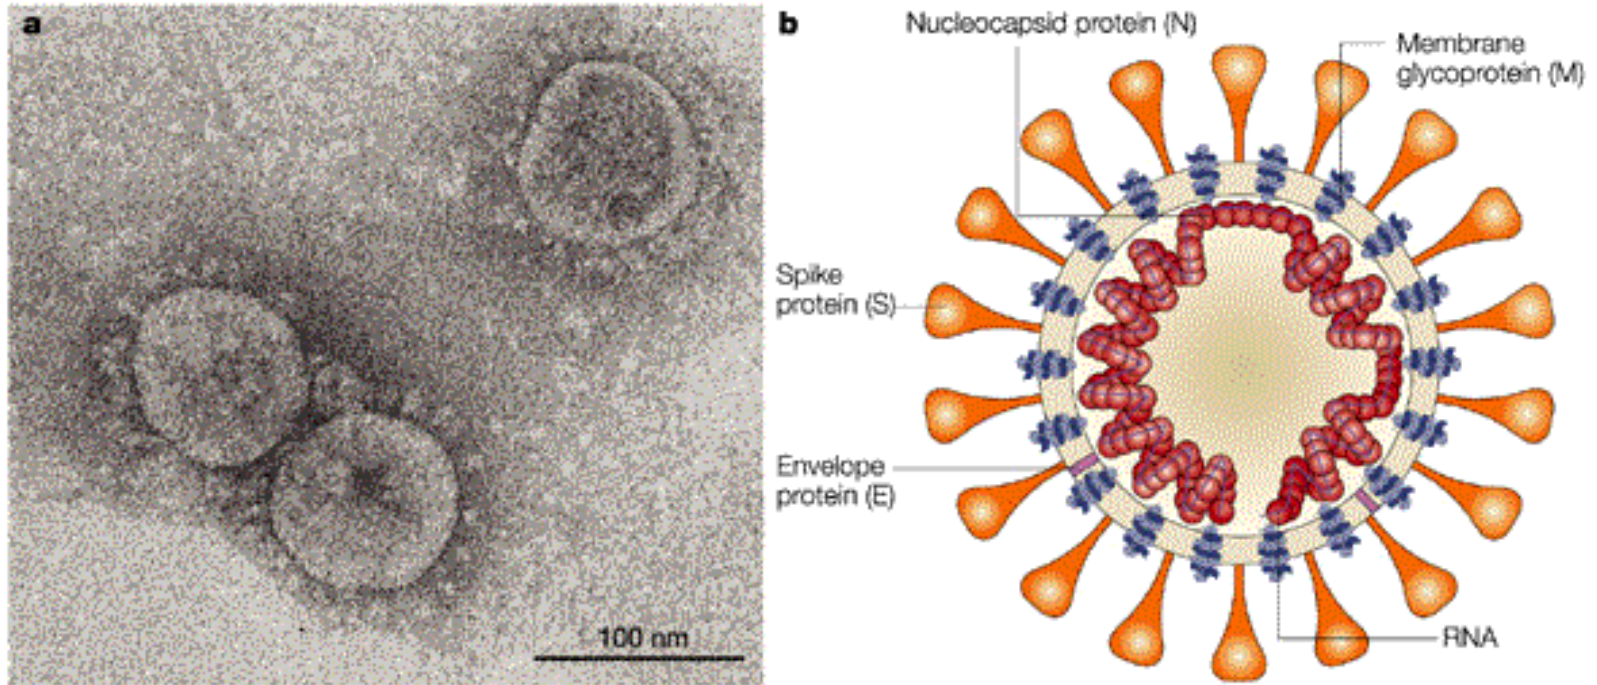 a
100 nm
b
Nucleocapsid protein (N)
Membrane
glycoprotein (M)
Spike
protein (S)
Envelope
protein (E)
RNA